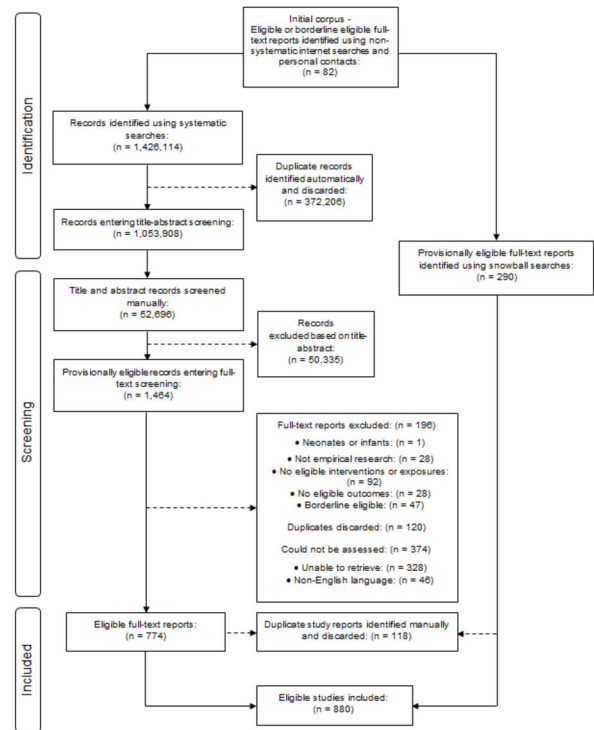 Initial corpus -
Eligible or borderline eligible full-
text reports identified using non-
systematic internet searches and
personal contacts:
(n = 82)
Identification
Records identified using systematic
searches:
(n = 1,426,114)
Duplicate records
identified automatically
and discarded:
(n = 372,206)
Records entering title-abstract screening:
(n = 1,053,908)
Provisionally eligible full-text reports
identified using snowball searches:
(n = 290)
Screening
Title and abstract records screened
manually:
(n = 52,696)
Records
excluded based on title-
abstract:
(n = 50,335)
Provisionally eligible records entering full-
text screening:
(n = 1,464)
Full-text reports excluded: (n = 196)
• Neonates or infants: (n = 1)
• Not empirical research: (n = 28)
• No eligible interventions or exposures:
(n = 92)
• No eligible outcomes: (n = 28)
• Borderline eligible: (n = 47)
Duplicates discarded: (n = 120)
Could not be assessed: (n = 374)
• Unable to retrieve: (n = 328)
• Non-English language: (n = 46)
Included
Eligible full-text reports:
(n = 774)
Duplicate study reports identified manually
and discarded: (n = 118)
Eligible studies included:
(n = 880)